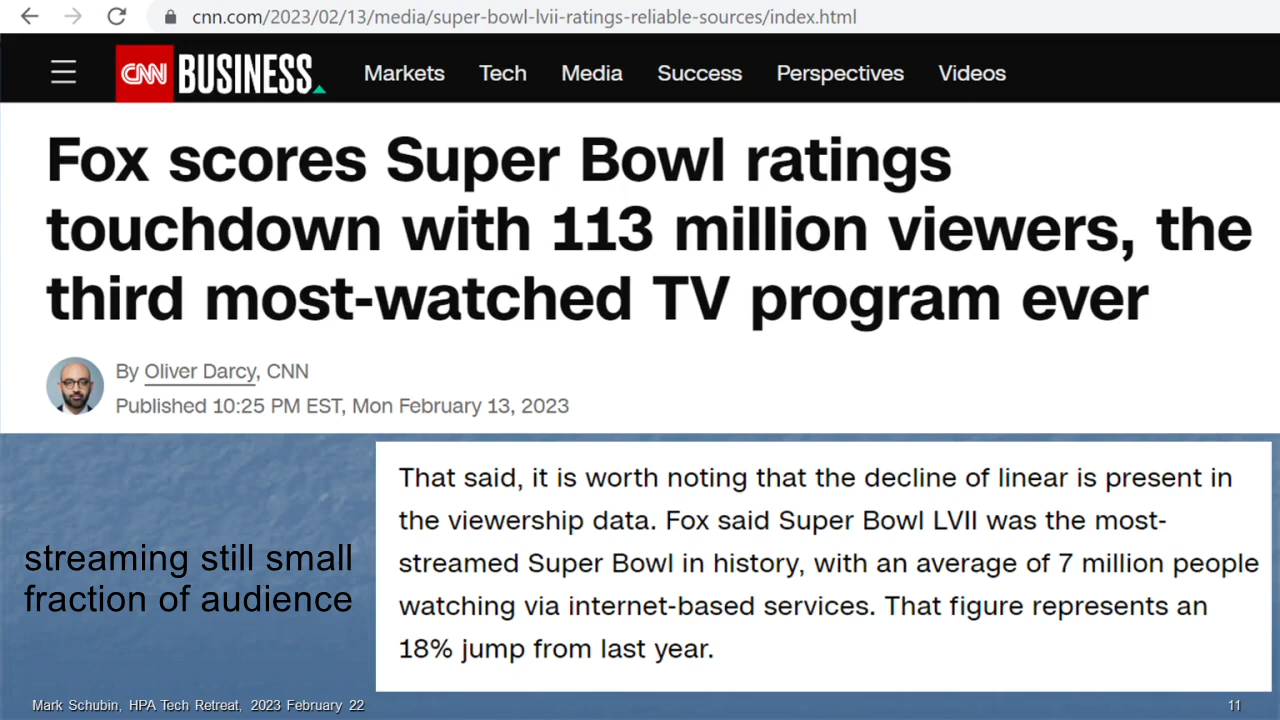 cnn.com/2023/02/13/media/super-bowl-lvii-ratings-reliable-sources/index.html
CNN BUSINESS Markets Tech Media Success Perspectives Videos
Fox scores Super Bowl ratings
touchdown with 113 million viewers, the
third most-watched TV program ever
By Oliver Darcy, CNN
Published 10:25 PM EST, Mon February 13, 2023
streaming still small
fraction of audience
That said, it is worth noting that the decline of linear is present in
the viewership data. Fox said Super Bowl LVII was the most-
streamed Super Bowl in history, with an average of 7 million people
watching via internet-based services. That figure represents an
18% jump from last year.
Mark Schubin, HPA Tech Retreat, 2023 February 22
11